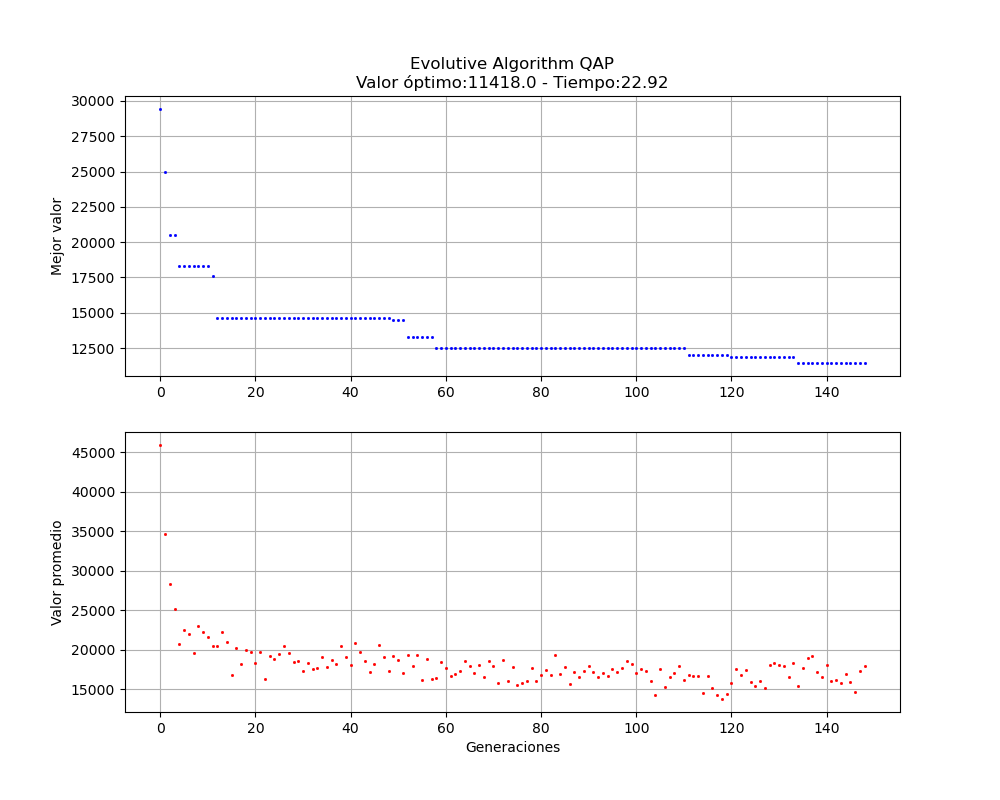 Evolutive Algorithm QAP
Valor óptimo:11418.0 - Tiempo:22.92
30000
27500
25000
22500
20000
17500
15000
12500
Mejor valor
0 20 40 60 80 100 120 140
45000
40000
35000
30000
25000
20000
15000
Valor promedio
0 20 40 60 80 100 120 140
Generaciones